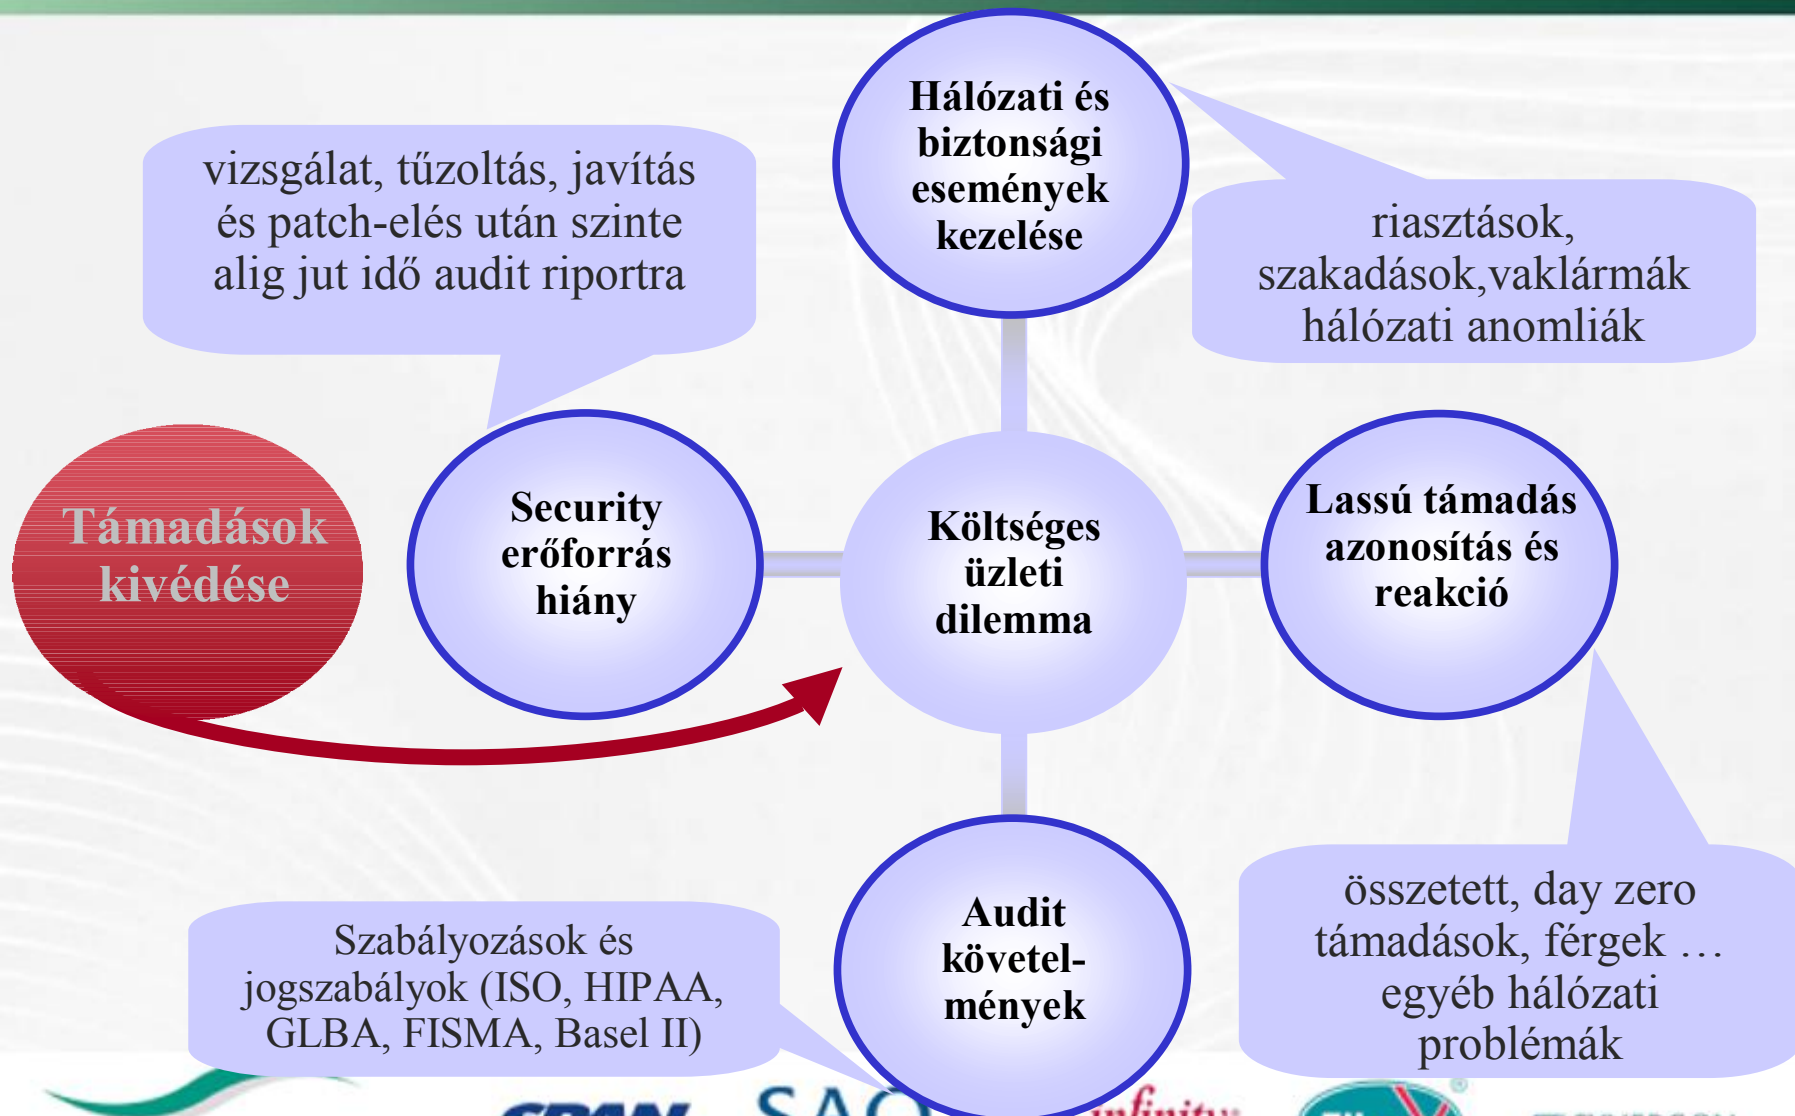 Hálózati és
biztonsági
események
kezelése
vizsgálat, tűzoltás, javítás
és patch-elés után szinte
alig jut idő audit riportra
riasztások,
szakadások,vaklármák
hálózati anomliák
Támadások
kivédése
Security
erőforrás
hiány
Költséges
üzleti
dilemma
Lassú támadás
azonosítás és
reakció
Audit
követel-
mények
Szabályozások és
jogszabályok (ISO, HIPAA,
GLBA, FISMA, Basel II)
összetett, day zero
támadások, férgek …
egyéb hálózati
problémák
infinity